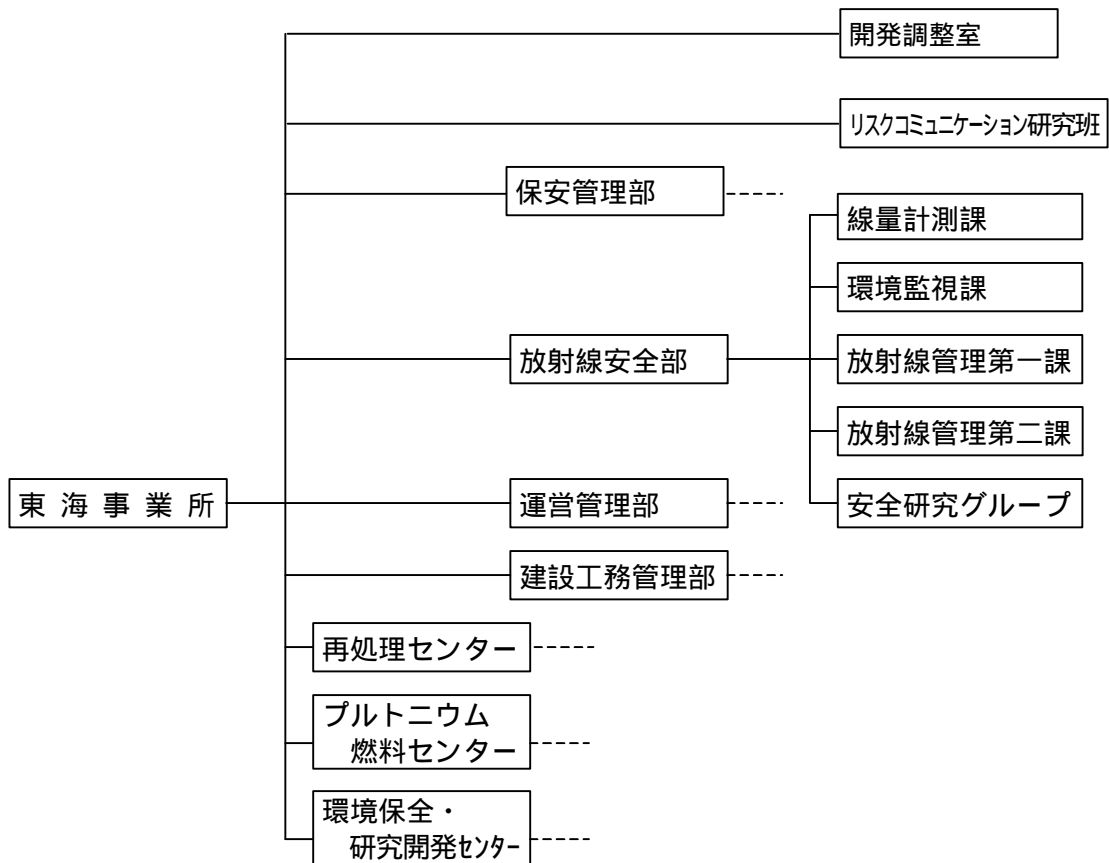 開発調整室
リスクコミュニケーション研究班
保安管理部
線量計測課
環境監視課
放射線安全部
放射線管理第一課
放射線管理第二課
東海事業所
運営管理部
安全研究グループ
建設工務管理部
再処理センター
プルトニウム
燃料センター
環境保全・
研究開発センター